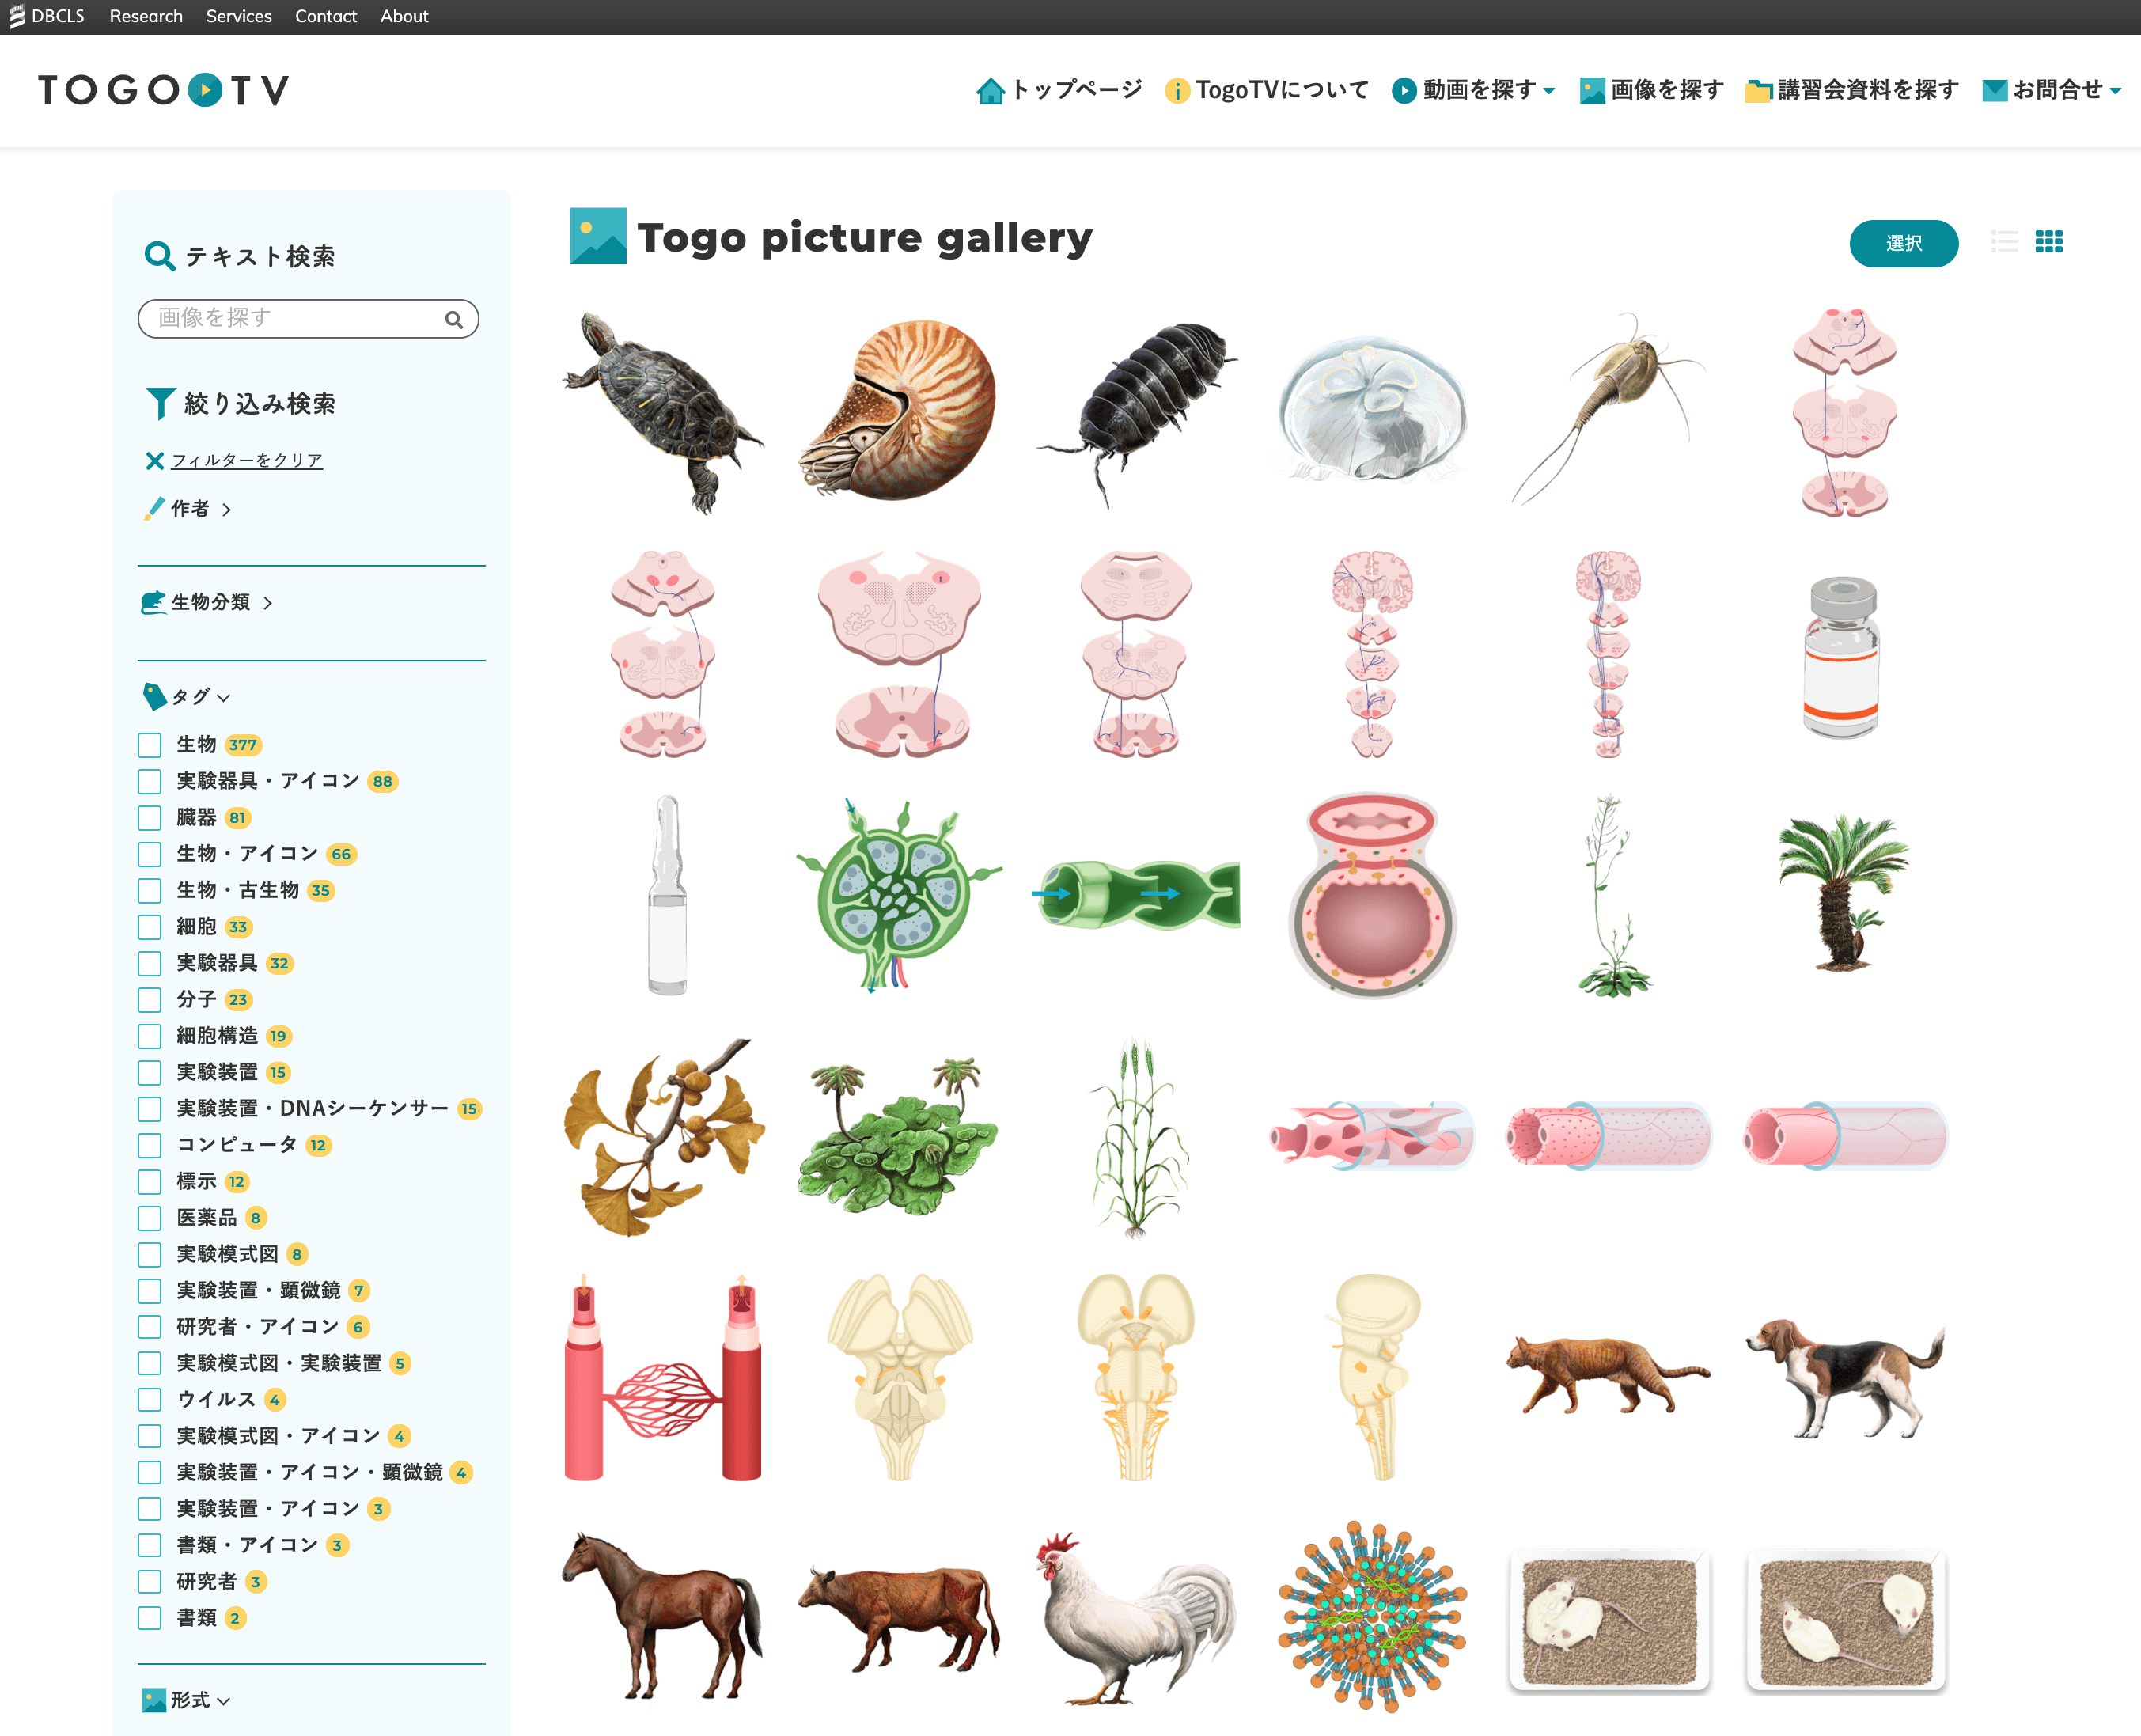 DBCLS Research Services Contact About
TOGO TV
トップページ TogoTVについて 動画を探す 画像を探す 講習会資料を探す お問合せ
テキスト検索
画像を探す
絞り込み検索
フィルターをクリア
作者
生物分類
タグ
生物 377
実験器具・アイコン 88
臓器 81
生物・アイコン 66
生物・古生物 35
細胞 33
実験器具 32
分子 23
細胞構造 19
実験装置 15
実験装置・DNAシーケンサー 15
コンピュータ 12
標示 12
医薬品 8
実験模式図 8
実験装置・顕微鏡 7
研究者・アイコン 6
実験模式図・実験装置 5
ウイルス 4
実験模式図・アイコン 4
実験装置・アイコン・顕微鏡 4
実験装置・アイコン 3
書類・アイコン 3
研究者 3
書類 2
形式
Togo picture gallery
選択